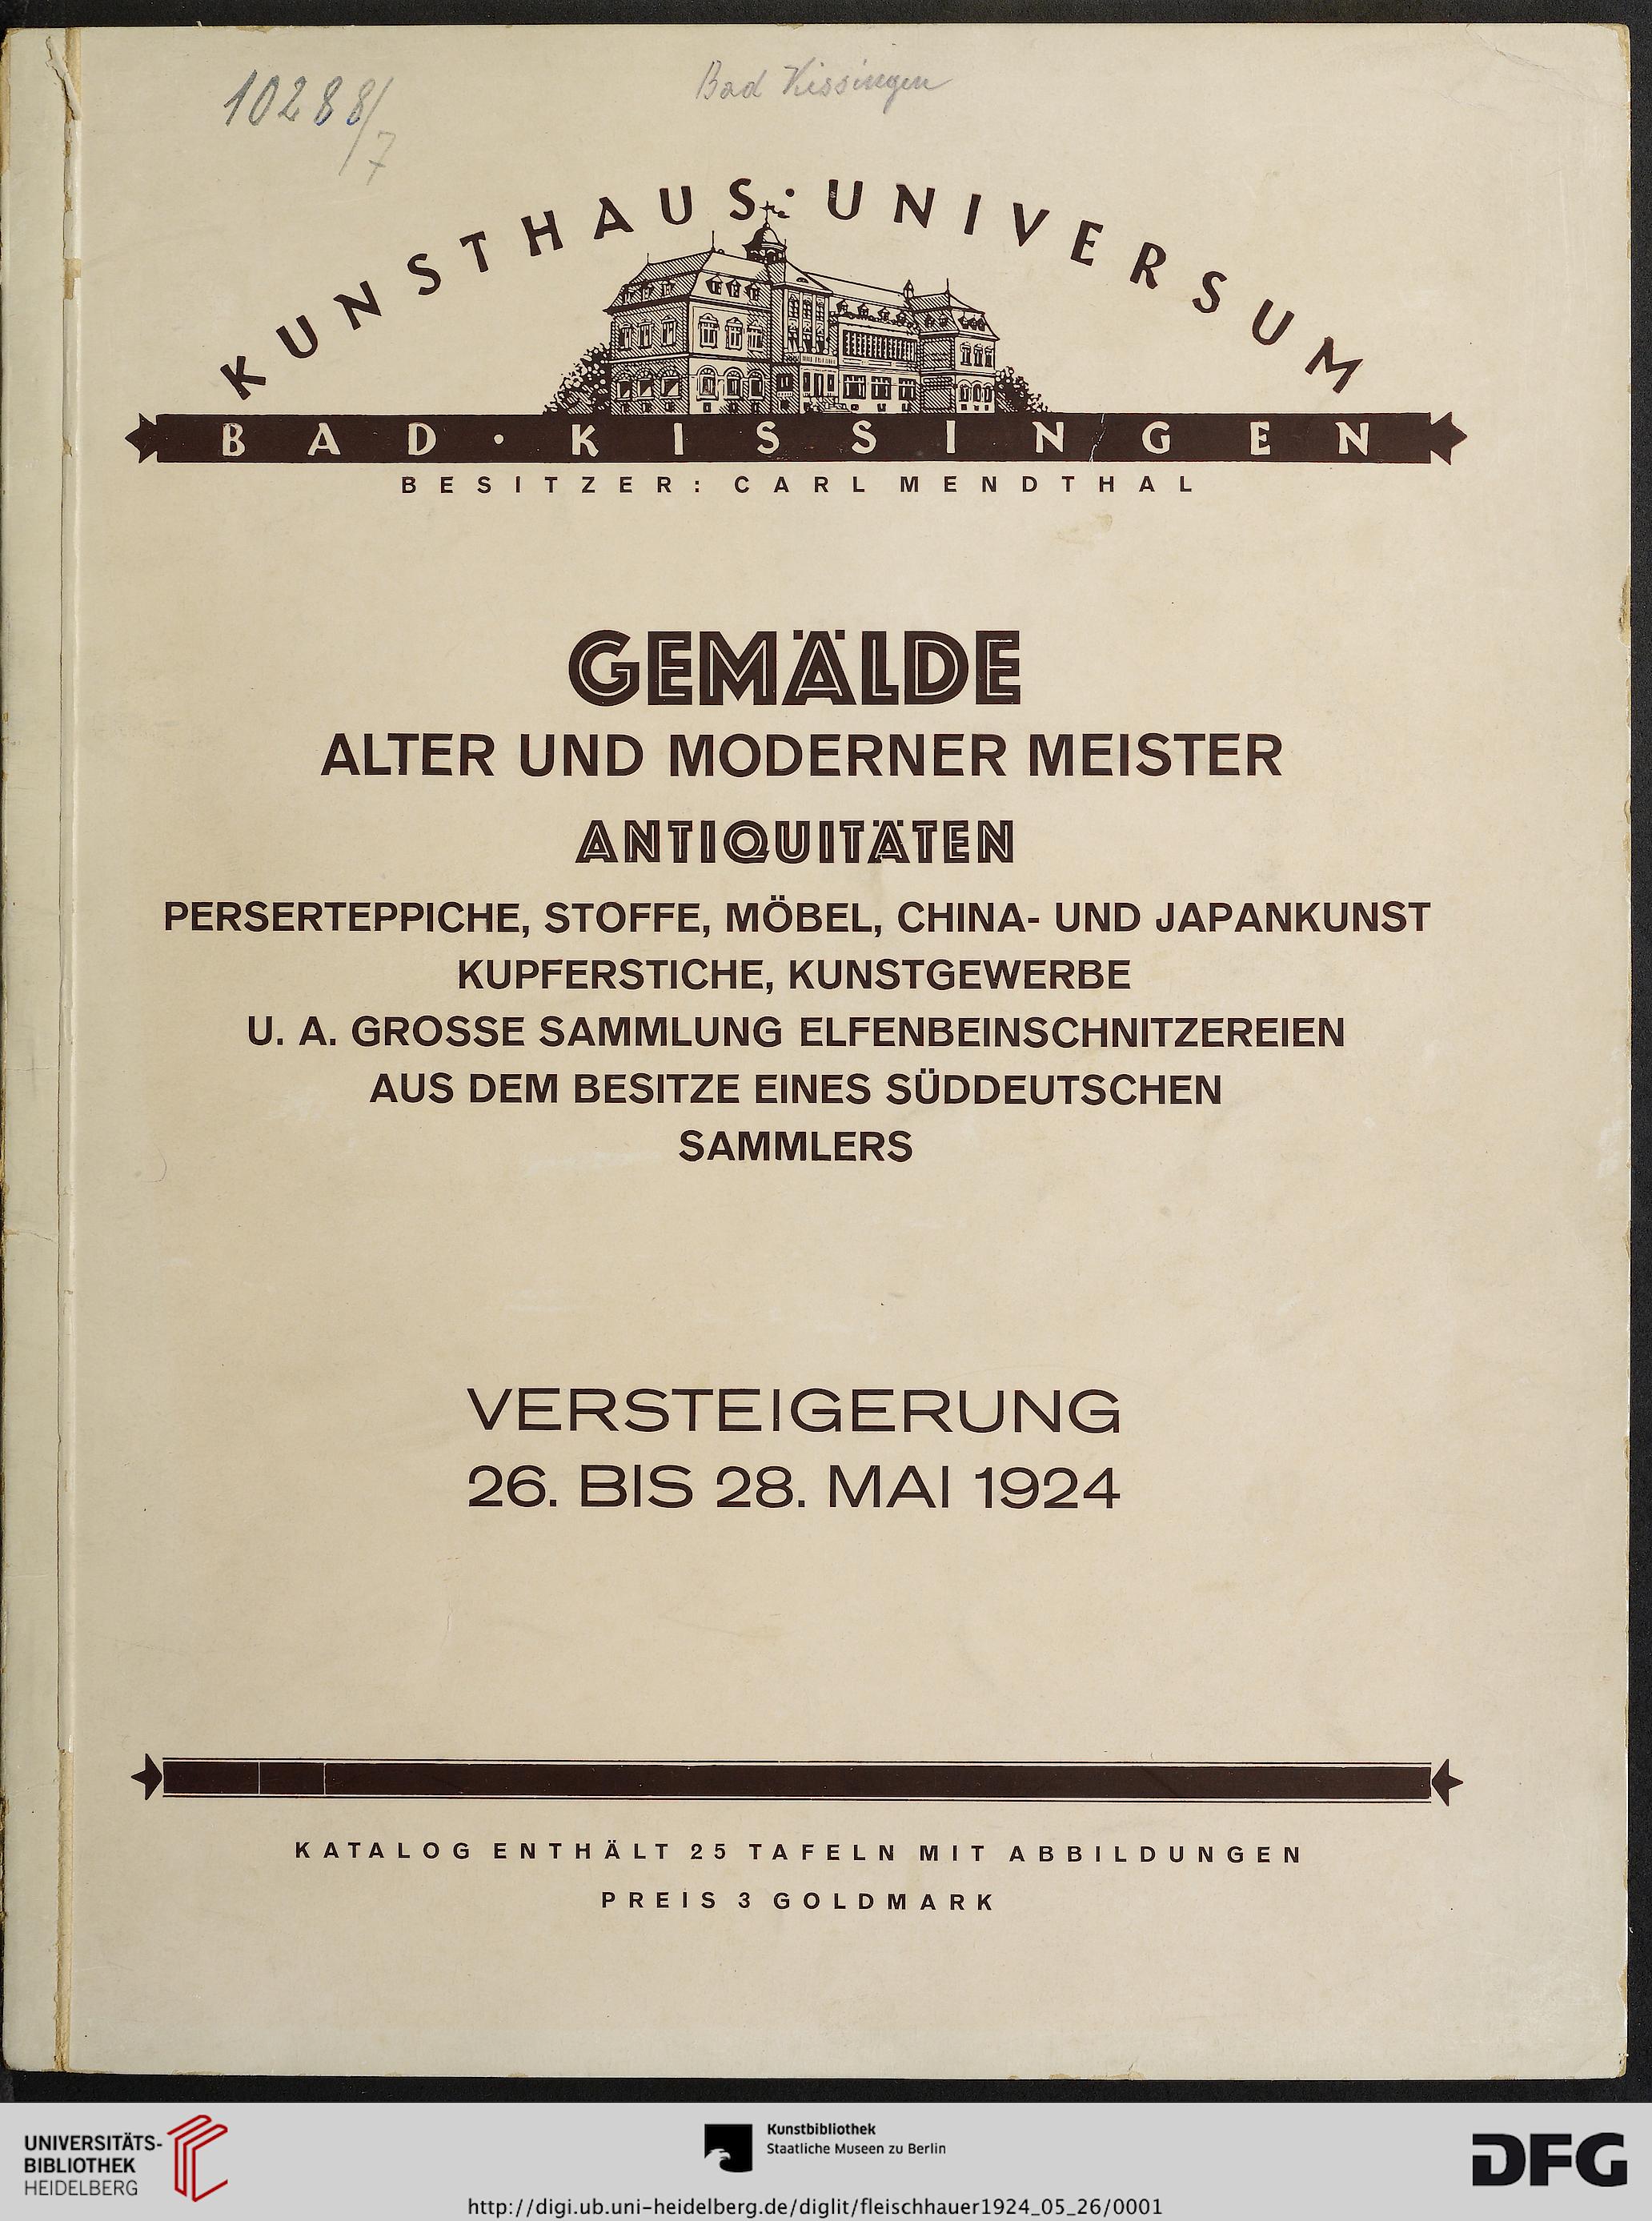 10288/7
Bad Kissingen
KUNSTHAUS · UNIVERSUM
BAD · KISSINGEN
BESITZER: CARL MENDTHAL
GEMÄLDE
ALTER UND MODERNER MEISTER
ANTIQUITÄTEN
PERSERTEPPICHE, STOFFE, MÖBEL, CHINA- UND JAPANKUNST
KUPFERSTICHE, KUNSTGEWERBE
U. A. GROSSE SAMMLUNG ELFENBEINSCHNITZEREIEN
AUS DEM BESITZE EINES SÜDDEUTSCHEN
SAMMLERS
VERSTEIGERUNG
26. BIS 28. MAI 1924
KATALOG ENTHÄLT 25 TAFELN MIT ABBILDUNGEN
PREIS 3 GOLDMARK
UNIVERSITÄTS-
BIBLIOTHEK
HEIDELBERG
Kunstbibliothek
Staatliche Museen zu Berlin
DFG
http://digi.ub.uni-heidelberg.de/diglit/fleischhauer1924_05_26/0001